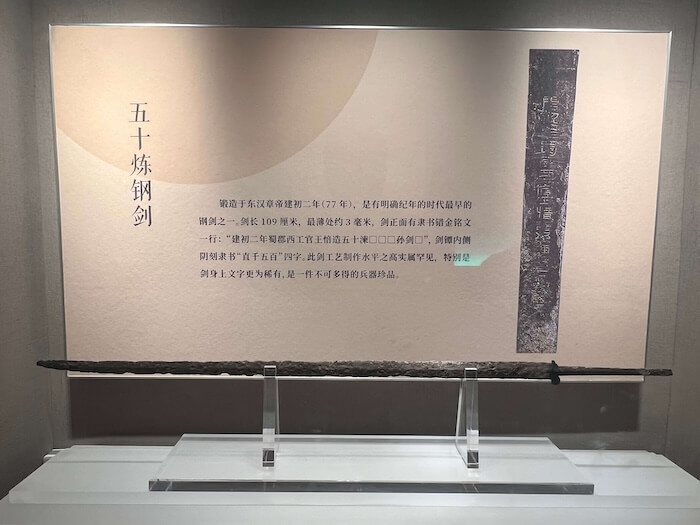 五十炼钢剑
锻造于东汉章帝建初二年（77 年），是有明确纪年的时代最早的
钢剑之一。剑长 109 厘米，最薄处约 3 毫米，剑正面有隶书错金铭文
一行：“建初二年蜀郡西工官王愔造五十湅□□□孙剑□”，剑镡内侧
阴刻隶书“直千五百”四字。此剑工艺制作水平之高实属罕见，特别是
剑身上文字更为稀有，是一件不可多得的兵器珍品。